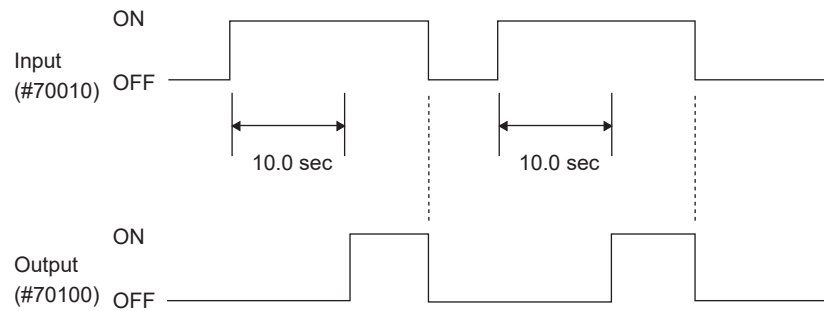 ON
Input
(#70010) OFF
10.0 sec 10.0 sec
ON
Output
(#70100) OFF